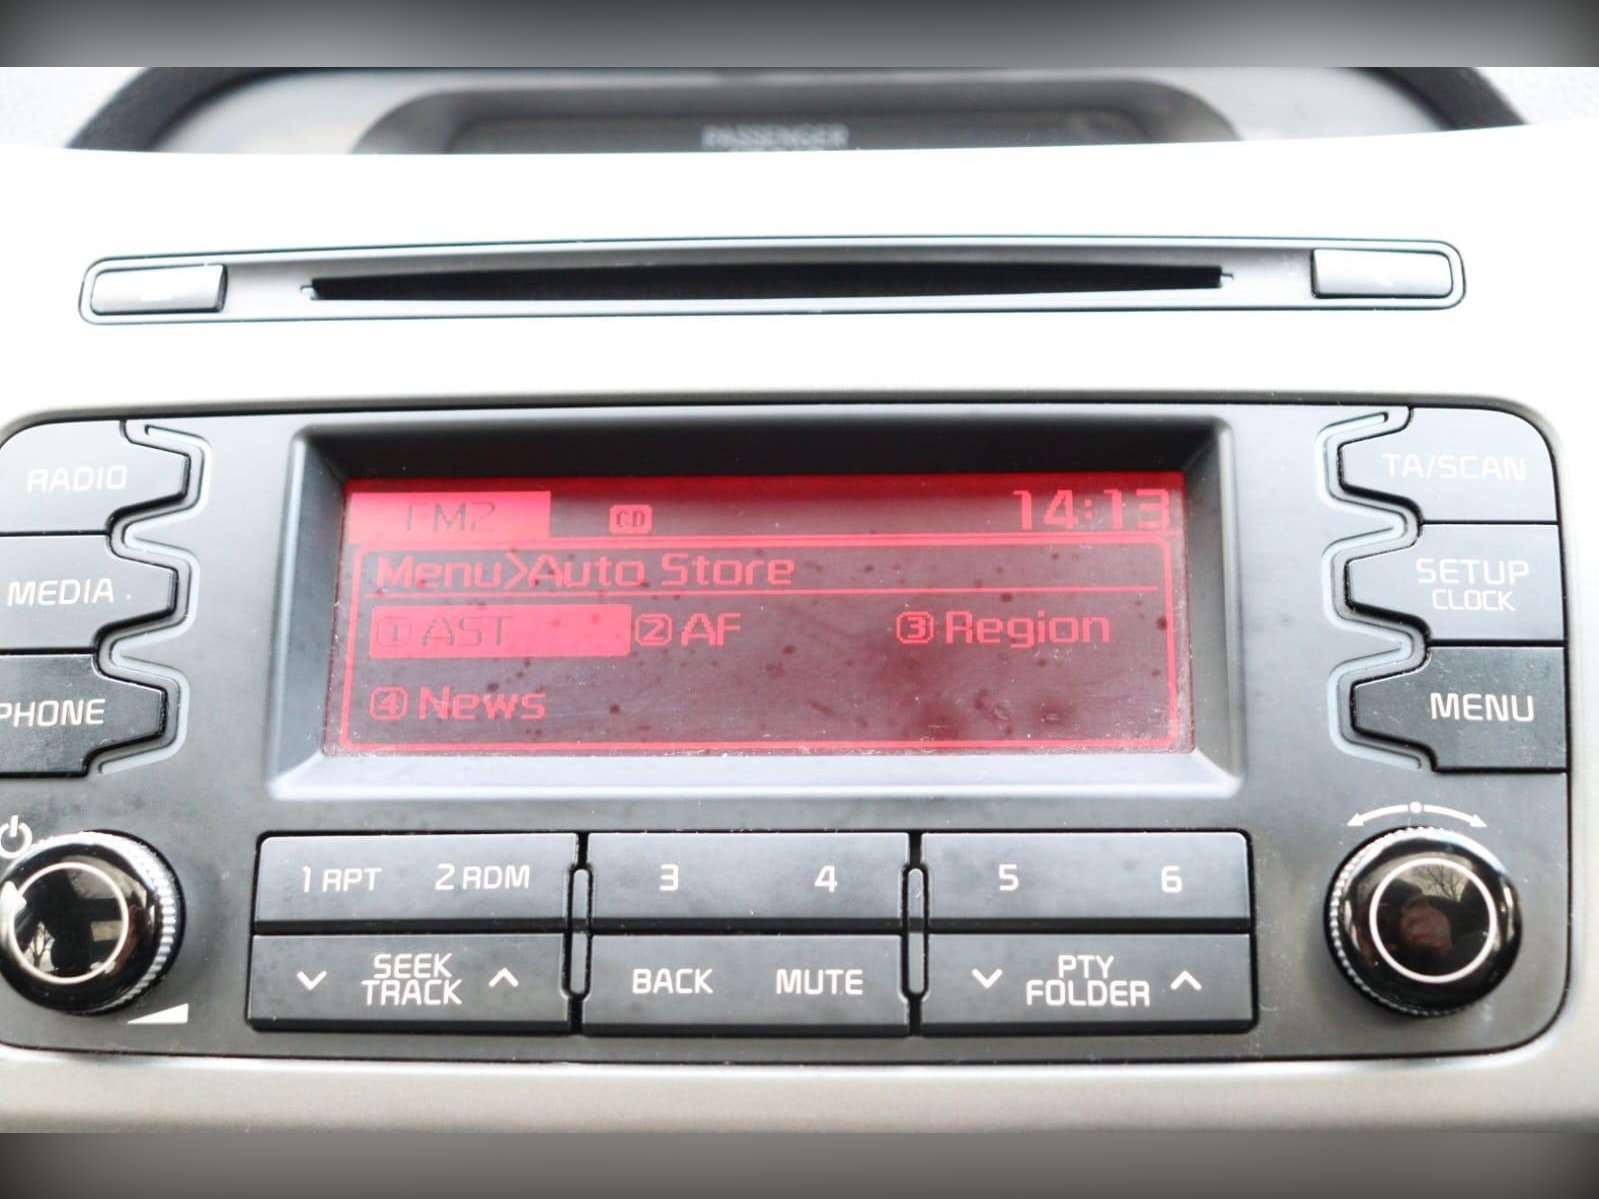 PASSENGER
RADIO
MEDIA
PHONE
FM2 CD 14:13
Menu>Auto Store
1 AST 2 AF 3 Region
4 News
TA/SCAN
SETUP
CLOCK
MENU
1 RPT 2 RDM 3 4 5 6
SEEK
TRACK
BACK MUTE
PTY
FOLDER